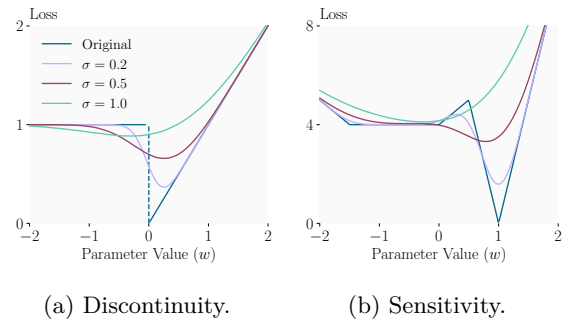 Loss
2
1
0
−2
−1
0
1
2
Parameter Value (w)
Original
σ = 0.2
σ = 0.5
σ = 1.0
(a) Discontinuity.
Loss
8
4
0
−2
−1
0
1
2
Parameter Value (w)
(b) Sensitivity.